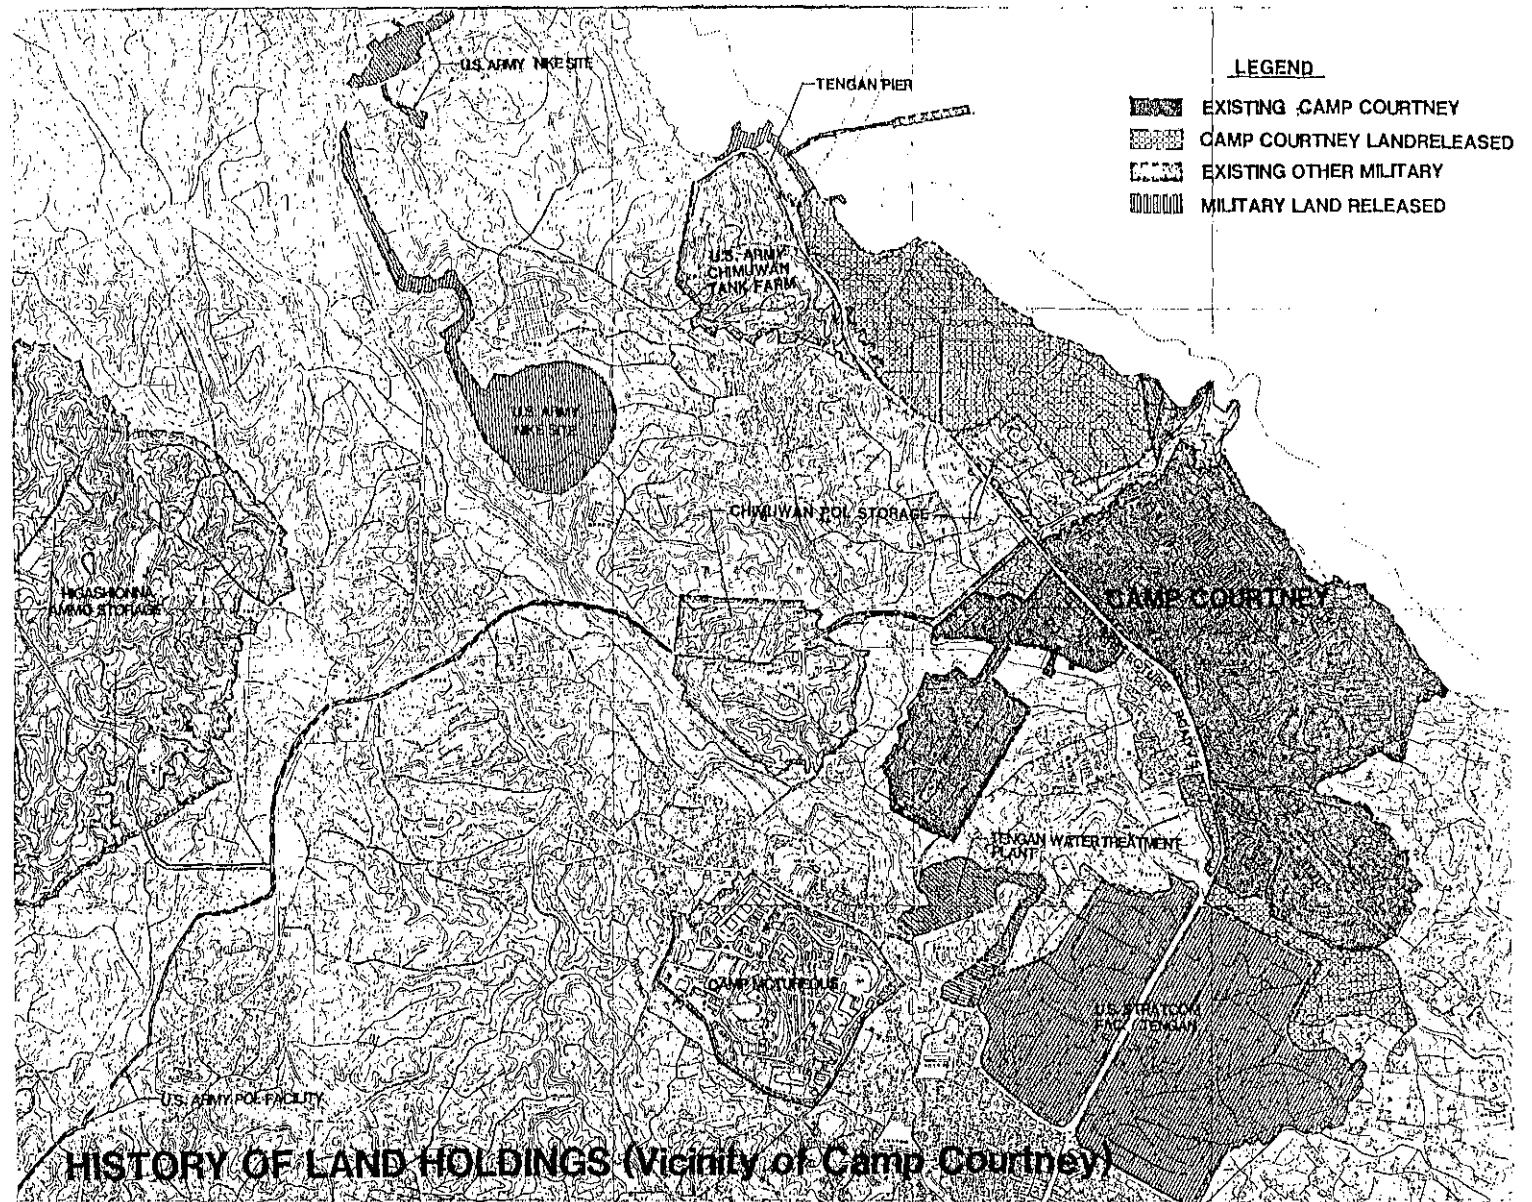 U.S. ARMY NIKE SITE
TENGAN PIER
LEGEND
EXISTING CAMP COURTNEY
CAMP COURTNEY LANDRELEASED
EXISTING OTHER MILITARY
MILITARY LAND RELEASED
U.S. ARMY
CHIMUWAN
TANK FARM
U.S. ARMY
NIKE SITE
CHIMUWAN POL STORAGE
HIGASHIONNA
AMMO STORAGE
CAMP COURTNEY
TENGAN WATER TREATMENT
PLANT
CAMP MCTUREOUS
U.S. STRATCOM
FAC. TENGAN
U.S. ARMY POL FACILITY
HISTORY OF LAND HOLDINGS (Vicinity of Camp Courtney)